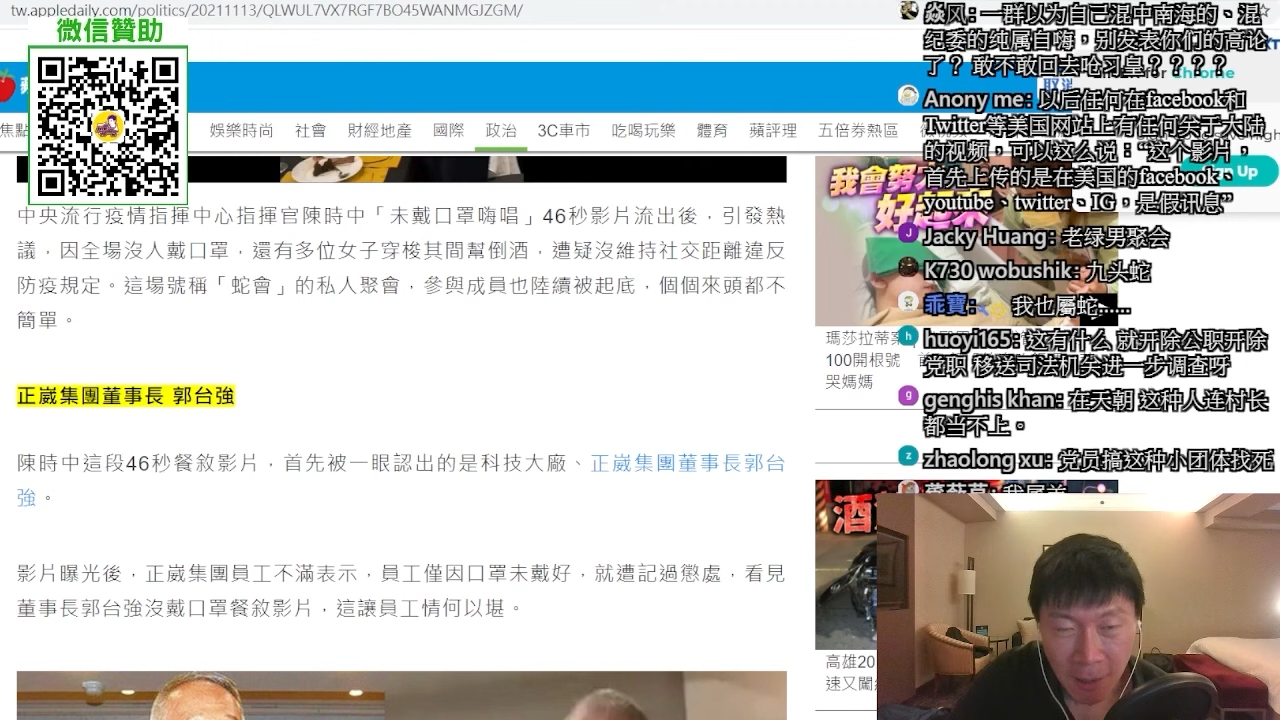 tw.appledaily.com/politics/20211113/QLWUL7VX7RGF7BO45WANMGJZGM/
微信贊助
娛樂時尚 社會 財經地產 國際 政治 3C車市 吃喝玩樂 體育 蘋評理 五倍券熱區
中央流行疫情指揮中心指揮官陳時中「未戴口罩嗨唱」46秒影片流出後，引發熱
議，因全場沒人戴口罩，還有多位女子穿梭其間幫倒酒，遭疑沒維持社交距離違反
防疫規定。這場號稱「蛇會」的私人聚會，參與成員也陸續被起底，個個來頭都不
簡單。
正崴集團董事長 郭台強
陳時中這段46秒餐敘影片，首先被一眼認出的是科技大廠、正崴集團董事長郭台
強。
影片曝光後，正崴集團員工不滿表示，員工僅因口罩未戴好，就遭記過懲處，看見
董事長郭台強沒戴口罩餐敘影片，這讓員工情何以堪。
我會努
好起來
瑪莎拉蒂案
100開根號
哭媽媽
酒
高雄20
速又闖
焱风: 一群以为自己混中南海的、混
纪委的纯属自嗨，别发表你们的高论
了？ 敢不敢回去呛习皇？？？？
for Chrome
Anony me: 以后任何在facebook和
Twitter等美国网站上有任何关于大陆
的视频，可以这么说：“这个影片，
首先上传的是在美国的facebook、
youtube、twitter、IG，是假讯息”
Up
Jacky Huang: 老绿男聚会
K730 wobushik: 九头蛇
乖寶: 我也屬蛇......
huoyi165: 这有什么 就开除公职开除
党职 移送司法机关进一步调查呀
genghis khan: 在天朝 这种人连村长
都当不上。
zhaolong xu: 党员搞这种小团体找死